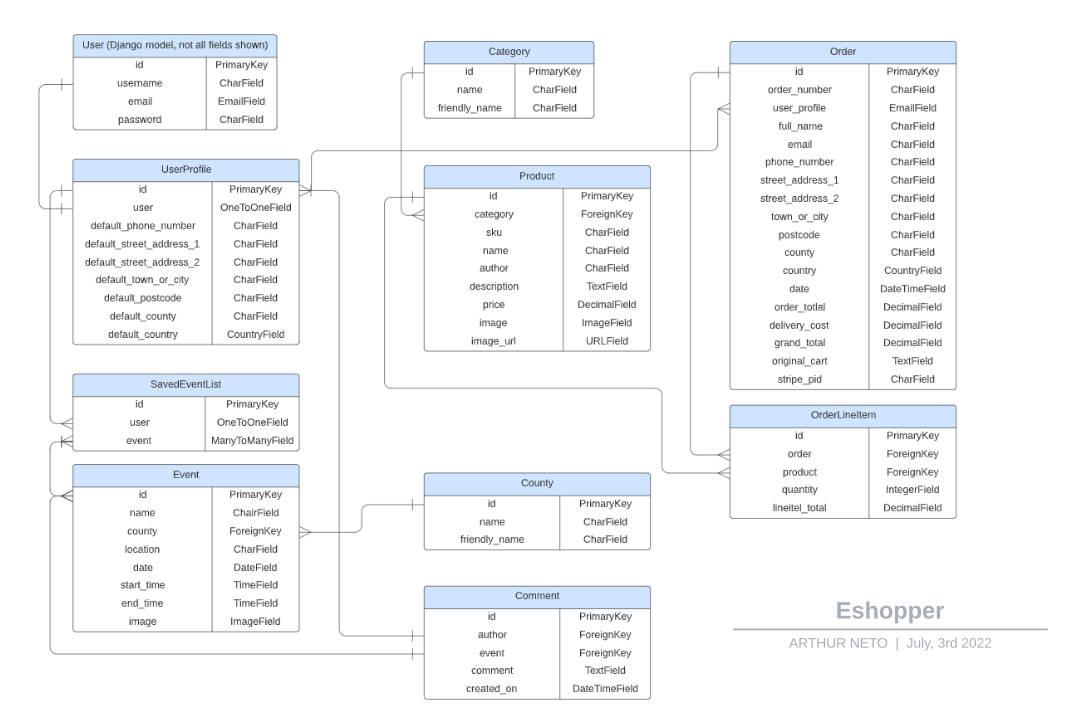 User (Django model, not all fields shown)
id PrimaryKey
username CharField
email EmailField
password CharField
UserProfile
id PrimaryKey
user OneToOneField
default_phone_number CharField
default_street_address_1 CharField
default_street_address_2 CharField
default_town_or_city CharField
default_postcode CharField
default_county CharField
default_country CountryField
SavedEventList
id PrimaryKey
user OneToOneField
event ManyToManyField
Event
id PrimaryKey
name ChairField
county ForeignKey
location CharField
date DateField
start_time TimeField
end_time TimeField
image ImageField
Category
id PrimaryKey
name CharField
friendly_name CharField
Product
id PrimaryKey
category ForeignKey
sku CharField
name CharField
author CharField
description TextField
price DecimalField
image ImageField
image_url URLField
County
id PrimaryKey
name CharField
friendly_name CharField
Comment
id PrimaryKey
author ForeignKey
event ForeignKey
comment TextField
created_on DateTimeField
Order
id PrimaryKey
order_number CharField
user_profile EmailField
full_name CharField
email CharField
phone_number CharField
street_address_1 CharField
street_address_2 CharField
town_or_city CharField
postcode CharField
county CharField
country CountryField
date DateTimeField
order_totlal DecimalField
delivery_cost DecimalField
grand_total DecimalField
original_cart TextField
stripe_pid CharField
OrderLineItem
id PrimaryKey
order ForeignKey
product ForeignKey
quantity IntegerField
lineitel_total DecimalField
Eshopper
ARTHUR NETO | July, 3rd 2022